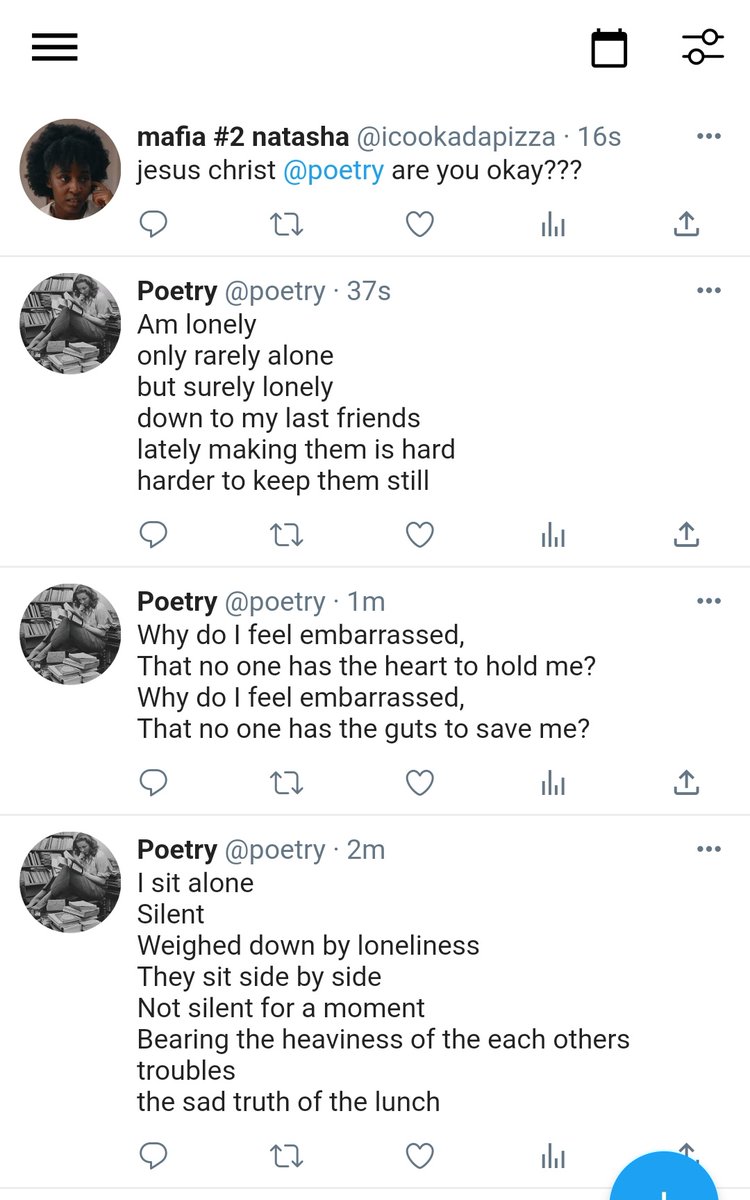 mafia #2 natasha @icookadapizza · 16s
jesus christ @poetry are you okay???
Poetry @poetry · 37s
Am lonely
only rarely alone
but surely lonely
down to my last friends
lately making them is hard
harder to keep them still
Poetry @poetry · 1m
Why do I feel embarrassed,
That no one has the heart to hold me?
Why do I feel embarrassed,
That no one has the guts to save me?
Poetry @poetry · 2m
I sit alone
Silent
Weighed down by loneliness
They sit side by side
Not silent for a moment
Bearing the heaviness of the each others
troubles
the sad truth of the lunch